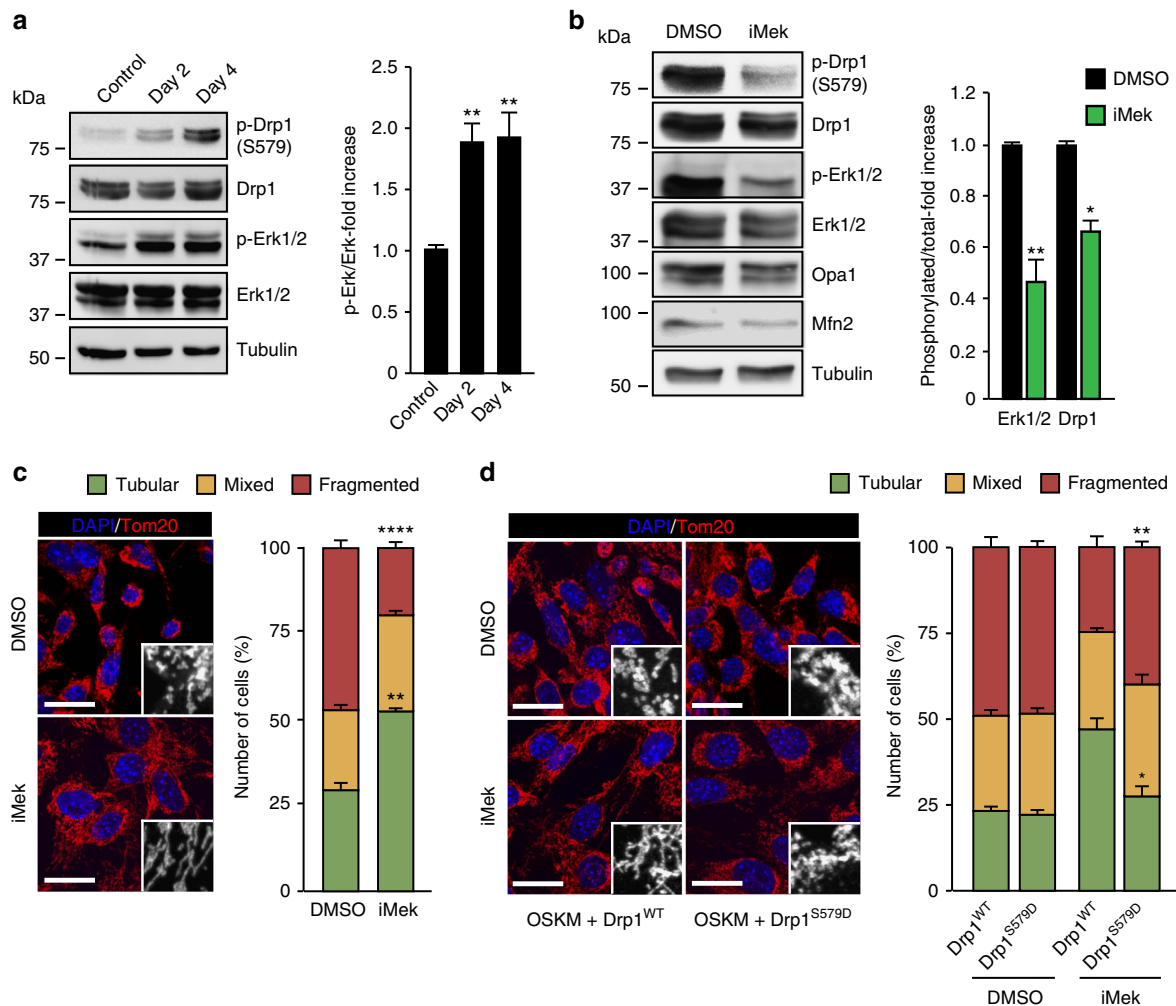 a
kDa
Control
Day 2
Day 4
p-Drp1
(S579)
75
Drp1
75
p-Erk1/2
37
Erk1/2
37
Tubulin
50
p-Erk/Erk-fold increase
2.5
2.0
1.5
1.0
0.5
0
**
**
Control
Day 2
Day 4
b
kDa
DMSO
iMek
p-Drp1
(S579)
75
Drp1
75
p-Erk1/2
37
Erk1/2
37
Opa1
100
Mfn2
100
Tubulin
50
DMSO
iMek
Phosphorylated/total-fold increase
1.2
1.0
0.8
0.6
0.4
1.2
0
**
*
Erk1/2
Drp1
c
Tubular
Mixed
Fragmented
DAPI/Tom20
DMSO
iMek
Number of cells (%)
100
75
50
25
0
****
**
DMSO
iMek
d
Tubular
Mixed
Fragmented
DAPI/Tom20
DMSO
iMek
OSKM + Drp1WT
OSKM + Drp1S579D
Number of cells (%)
100
75
50
25
0
**
*
Drp1WT
Drp1S579D
Drp1WT
Drp1S579D
DMSO
iMek